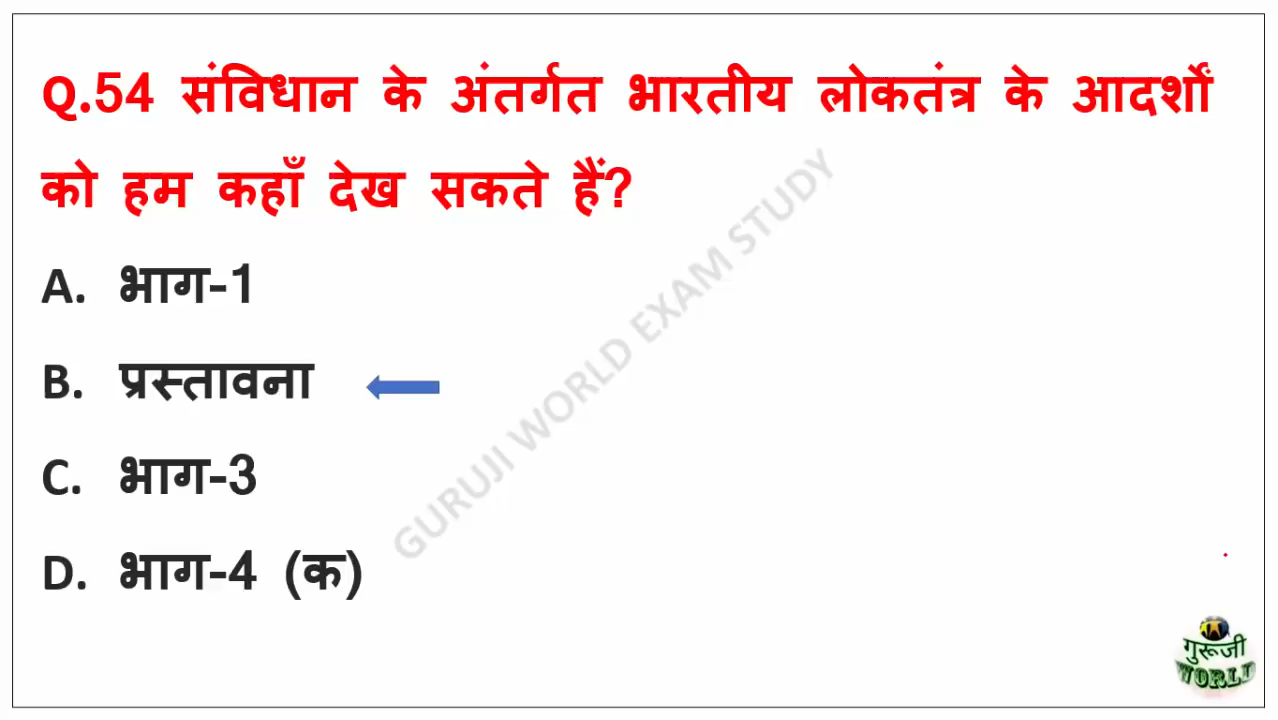 Q.54 संविधान के अंतर्गत भारतीय लोकतंत्र के आदर्शों
को हम कहाँ देख सकते हैं?
A. भाग-1
B. प्रस्तावना
C. भाग-3
D. भाग-4 (क)
GURUJI WORLD EXAM STUDY
गुरूजी
WORLD